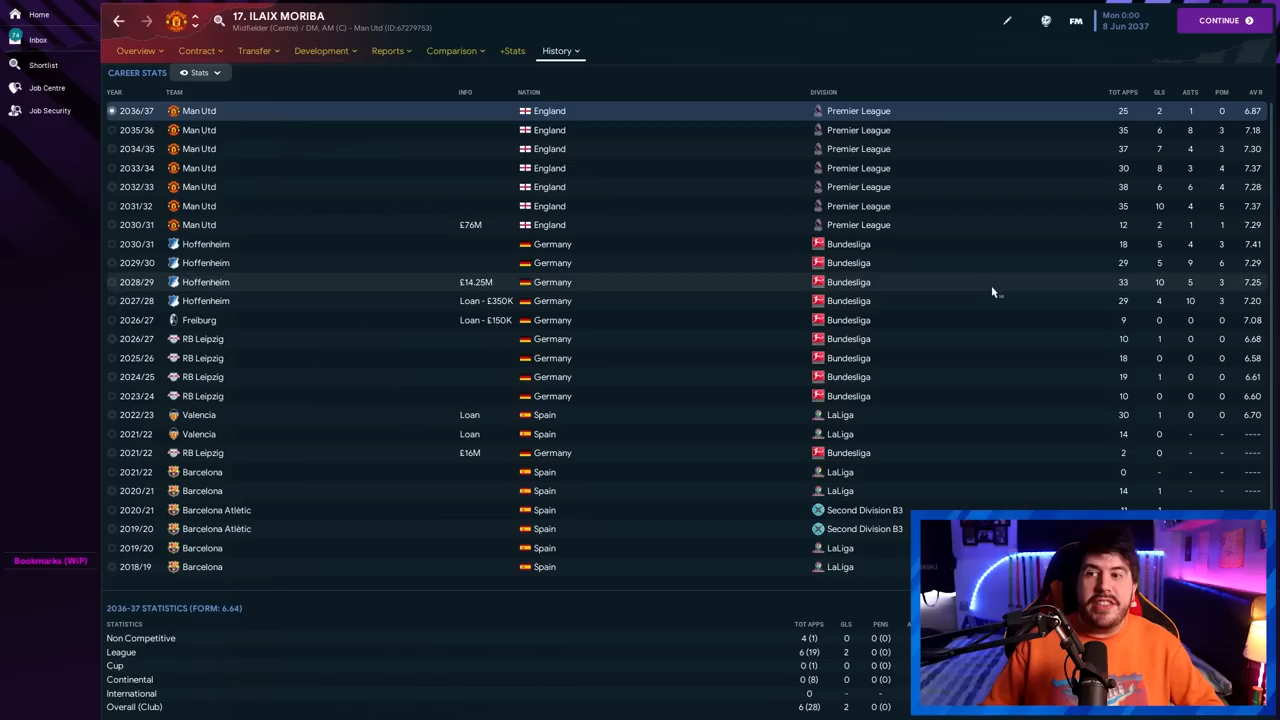 Home
17. ILAIX MORIBA
Midfielder (Centre) / DM, AM (C) - Man Utd (ID:67279753)
FM
Mon 0:00
8 Jun 2037
CONTINUE
74
Inbox
Shortlist
Job Centre
Job Security
Bookmarks (WiP)
Overview Contract Transfer Development Reports Comparison +Stats History
CAREER STATS Stats
YEAR TEAM INFO NATION DIVISION TOT APPS GLS ASTS POM AV R
2036/37 Man Utd England Premier League 25 2 1 0 6.87
2035/36 Man Utd England Premier League 35 6 8 3 7.18
2034/35 Man Utd England Premier League 37 7 4 3 7.30
2033/34 Man Utd England Premier League 30 8 3 4 7.37
2032/33 Man Utd England Premier League 38 6 6 4 7.28
2031/32 Man Utd England Premier League 35 10 4 5 7.37
2030/31 Man Utd £76M England Premier League 12 2 1 1 7.29
2030/31 Hoffenheim Germany Bundesliga 18 5 4 3 7.41
2029/30 Hoffenheim Germany Bundesliga 29 5 9 6 7.29
2028/29 Hoffenheim £14.25M Germany Bundesliga 33 10 5 3 7.25
2027/28 Hoffenheim Loan - £350K Germany Bundesliga 29 4 10 3 7.20
2026/27 Freiburg Loan - £150K Germany Bundesliga 9 0 0 0 7.08
2026/27 RB Leipzig Germany Bundesliga 10 1 0 0 6.68
2025/26 RB Leipzig Germany Bundesliga 18 0 0 0 6.58
2024/25 RB Leipzig Germany Bundesliga 19 1 0 0 6.61
2023/24 RB Leipzig Germany Bundesliga 10 0 0 0 6.60
2022/23 Valencia Loan Spain LaLiga 30 1 0 0 6.70
2021/22 Valencia Loan Spain LaLiga 14 0 - - ----
2021/22 RB Leipzig £16M Germany Bundesliga 2 0 - - ----
2021/22 Barcelona Spain LaLiga 0 - - - ----
2020/21 Barcelona Spain LaLiga 14 1 - - ----
2020/21 Barcelona Atlètic Spain Second Division B3
2019/20 Barcelona Atlètic Spain Second Division B3
2019/20 Barcelona Spain LaLiga
2018/19 Barcelona Spain LaLiga
2036-37 STATISTICS (FORM: 6.64)
STATISTICS TOT APPS GLS PENS
Non Competitive 4 (1) 0 0 (0)
League 6 (19) 2 0 (0)
Cup 0 (1) 0 0 (0)
Continental 0 (8) 0 0 (0)
International 0 - -
Overall (Club) 6 (28) 2 0 (0)